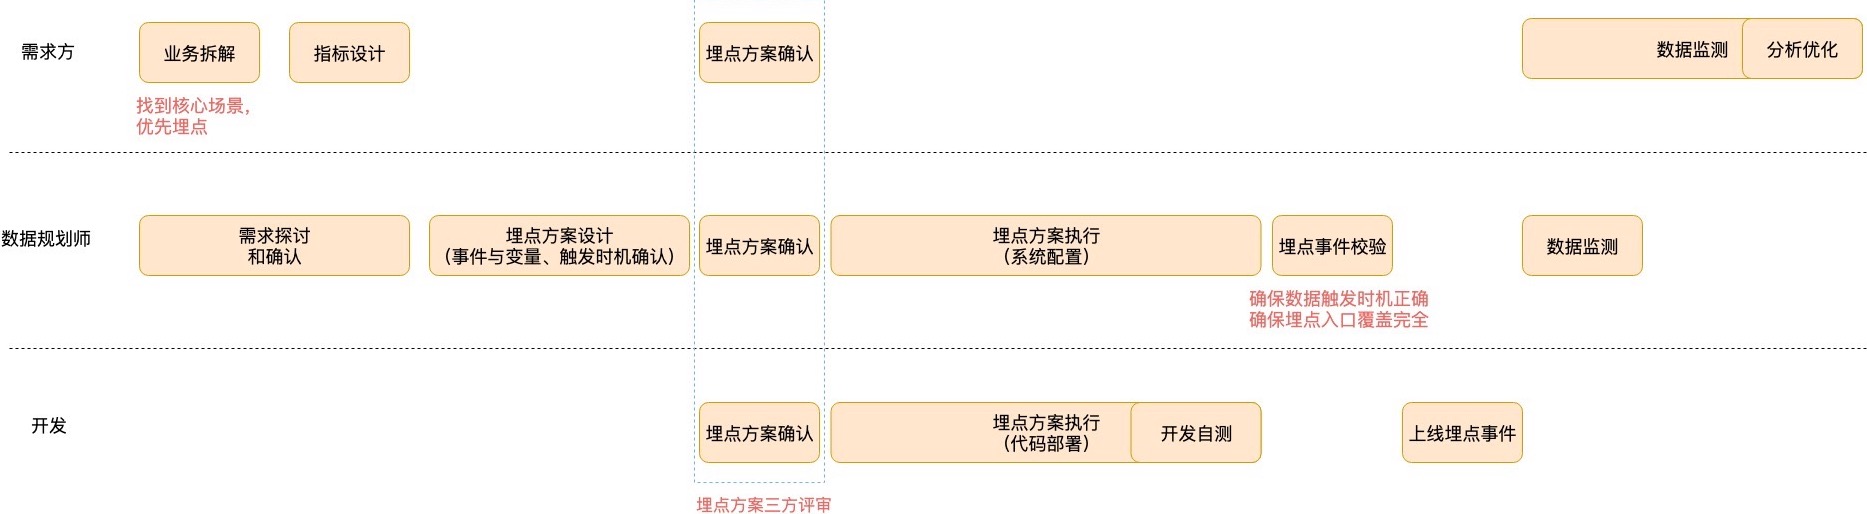 需求方
业务拆解
指标设计
埋点方案确认
数据监测
分析优化
找到核心场景，
优先埋点
数据规划师
需求探讨
和确认
埋点方案设计
（事件与变量、触发时机确认）
埋点方案确认
埋点方案执行
（系统配置）
埋点事件校验
数据监测
确保数据触发时机正确
确保埋点入口覆盖完全
开发
埋点方案确认
埋点方案执行
（代码部署）
开发自测
上线埋点事件
埋点方案三方评审